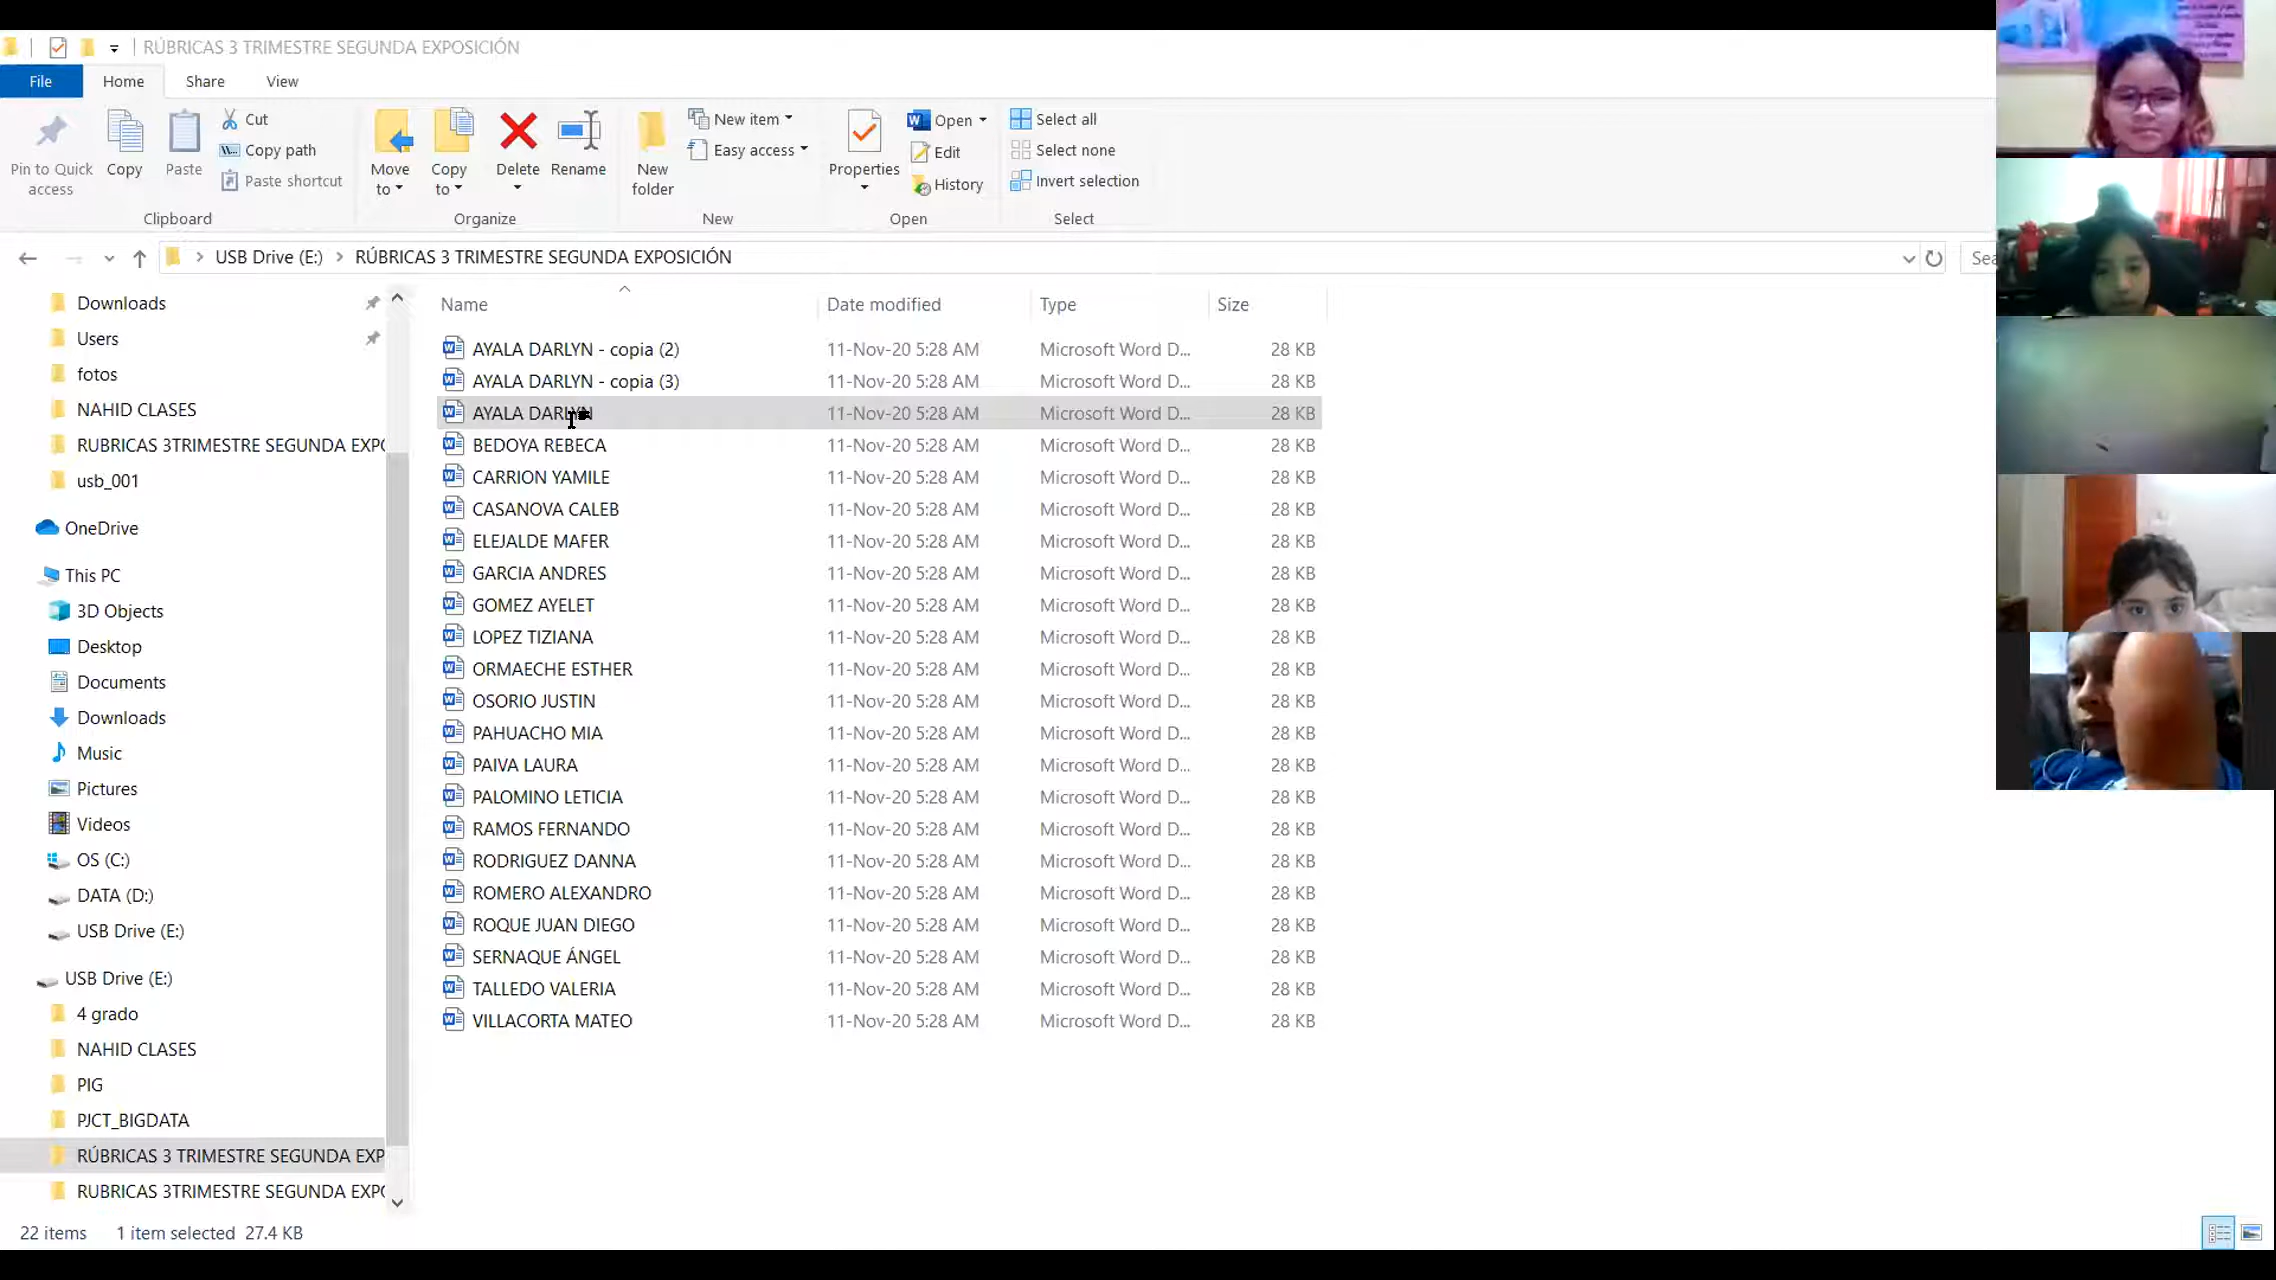 RÚBRICAS 3 TRIMESTRE SEGUNDA EXPOSICIÓN
File Home Share View
Pin to Quick access
Copy
Paste
Cut
Copy path
Paste shortcut
Clipboard
Move to
Copy to
Delete
Rename
Organize
New folder
New item
Easy access
New
Properties
Open
Edit
History
Open
Select all
Select none
Invert selection
Select
USB Drive (E:) RÚBRICAS 3 TRIMESTRE SEGUNDA EXPOSICIÓN
Downloads
Users
fotos
NAHID CLASES
RUBRICAS 3TRIMESTRE SEGUNDA EXPO
usb_001
OneDrive
This PC
3D Objects
Desktop
Documents
Downloads
Music
Pictures
Videos
OS (C:)
DATA (D:)
USB Drive (E:)
USB Drive (E:)
4 grado
NAHID CLASES
PIG
PJCT_BIGDATA
RÚBRICAS 3 TRIMESTRE SEGUNDA EXP
RUBRICAS 3TRIMESTRE SEGUNDA EXPO
Name Date modified Type Size
AYALA DARLYN - copia (2) 11-Nov-20 5:28 AM Microsoft Word D... 28 KB
AYALA DARLYN - copia (3) 11-Nov-20 5:28 AM Microsoft Word D... 28 KB
AYALA DARLYN 11-Nov-20 5:28 AM Microsoft Word D... 28 KB
BEDOYA REBECA 11-Nov-20 5:28 AM Microsoft Word D... 28 KB
CARRION YAMILE 11-Nov-20 5:28 AM Microsoft Word D... 28 KB
CASANOVA CALEB 11-Nov-20 5:28 AM Microsoft Word D... 28 KB
ELEJALDE MAFER 11-Nov-20 5:28 AM Microsoft Word D... 28 KB
GARCIA ANDRES 11-Nov-20 5:28 AM Microsoft Word D... 28 KB
GOMEZ AYELET 11-Nov-20 5:28 AM Microsoft Word D... 28 KB
LOPEZ TIZIANA 11-Nov-20 5:28 AM Microsoft Word D... 28 KB
ORMAECHE ESTHER 11-Nov-20 5:28 AM Microsoft Word D... 28 KB
OSORIO JUSTIN 11-Nov-20 5:28 AM Microsoft Word D... 28 KB
PAHUACHO MIA 11-Nov-20 5:28 AM Microsoft Word D... 28 KB
PAIVA LAURA 11-Nov-20 5:28 AM Microsoft Word D... 28 KB
PALOMINO LETICIA 11-Nov-20 5:28 AM Microsoft Word D... 28 KB
RAMOS FERNANDO 11-Nov-20 5:28 AM Microsoft Word D... 28 KB
RODRIGUEZ DANNA 11-Nov-20 5:28 AM Microsoft Word D... 28 KB
ROMERO ALEXANDRO 11-Nov-20 5:28 AM Microsoft Word D... 28 KB
ROQUE JUAN DIEGO 11-Nov-20 5:28 AM Microsoft Word D... 28 KB
SERNAQUE ÁNGEL 11-Nov-20 5:28 AM Microsoft Word D... 28 KB
TALLEDO VALERIA 11-Nov-20 5:28 AM Microsoft Word D... 28 KB
VILLACORTA MATEO 11-Nov-20 5:28 AM Microsoft Word D... 28 KB
22 items 1 item selected 27.4 KB